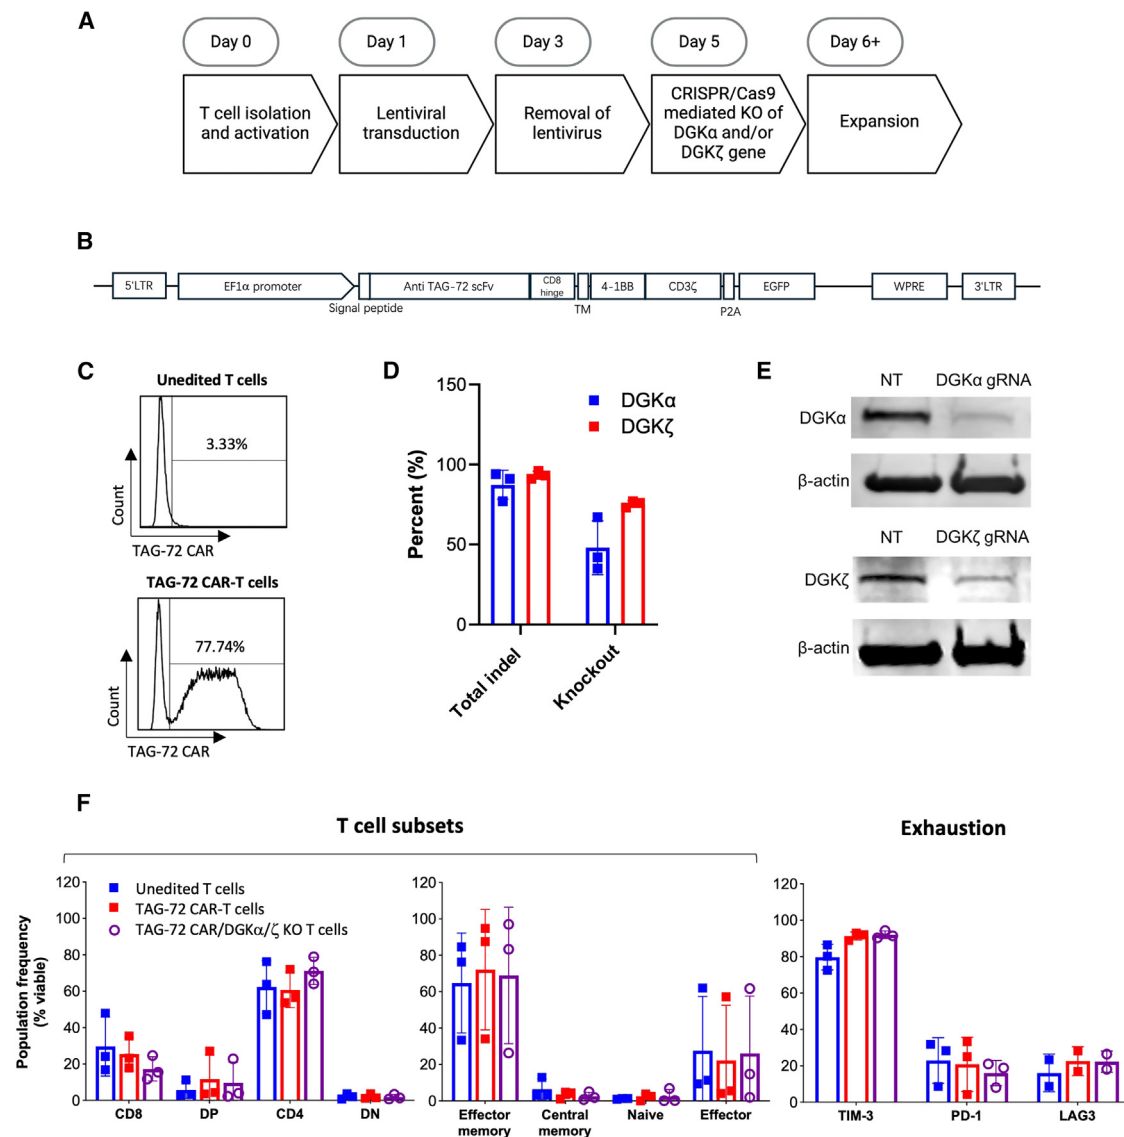 A
Day 0
Day 1
Day 3
Day 5
Day 6+
T cell isolation
and activation
Lentiviral
transduction
Removal of
lentivirus
CRISPR/Cas9
mediated KO of
DGKα and/or
DGKζ gene
Expansion
B
5'LTR
EF1α promoter
Signal peptide
Anti TAG-72 scFv
CD8
hinge
TM
4-1BB
CD3ζ
P2A
EGFP
WPRE
3'LTR
C
Unedited T cells
3.33%
Count
TAG-72 CAR
TAG-72 CAR-T cells
77.74%
Count
TAG-72 CAR
D
150
100
50
0
Percent (%)
DGKα
DGKζ
Total indel
Knockout
E
NT DGKα gRNA
DGKα
β-actin
NT DGKζ gRNA
DGKζ
β-actin
F
T cell subsets
Exhaustion
Population frequency
(% viable)
120
100
80
60
40
20
0
Unedited T cells
TAG-72 CAR-T cells
TAG-72 CAR/DGKα/ζ KO T cells
CD8
DP
CD4
DN
120
100
80
60
40
20
0
Effector
memory
Central
memory
Naive
Effector
120
100
80
60
40
20
0
TIM-3
PD-1
LAG3